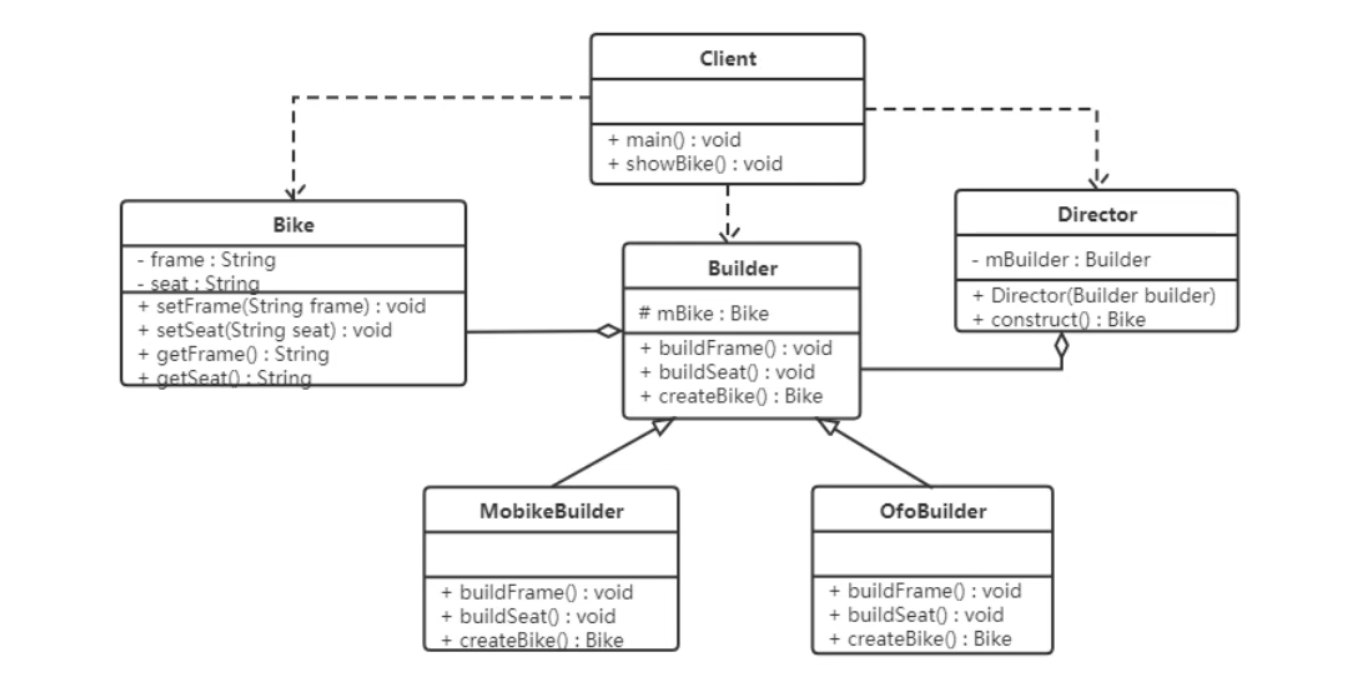 Client
+ main() : void
+ showBike() : void
Bike
- frame : String
- seat : String
+ setFrame(String frame) : void
+ setSeat(String seat) : void
+ getFrame() : String
+ getSeat() : String
Builder
# mBike : Bike
+ buildFrame() : void
+ buildSeat() : void
+ createBike() : Bike
Director
- mBuilder : Builder
+ Director(Builder builder)
+ construct() : Bike
MobikeBuilder
+ buildFrame() : void
+ buildSeat() : void
+ createBike() : Bike
OfoBuilder
+ buildFrame() : void
+ buildSeat() : void
+ createBike() : Bike